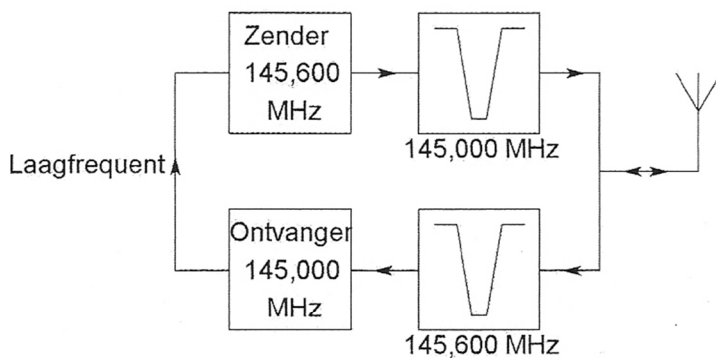 Zender
145,600
MHz
145,000 MHz
Laagfrequent
Ontvanger
145,000
MHz
145,600 MHz